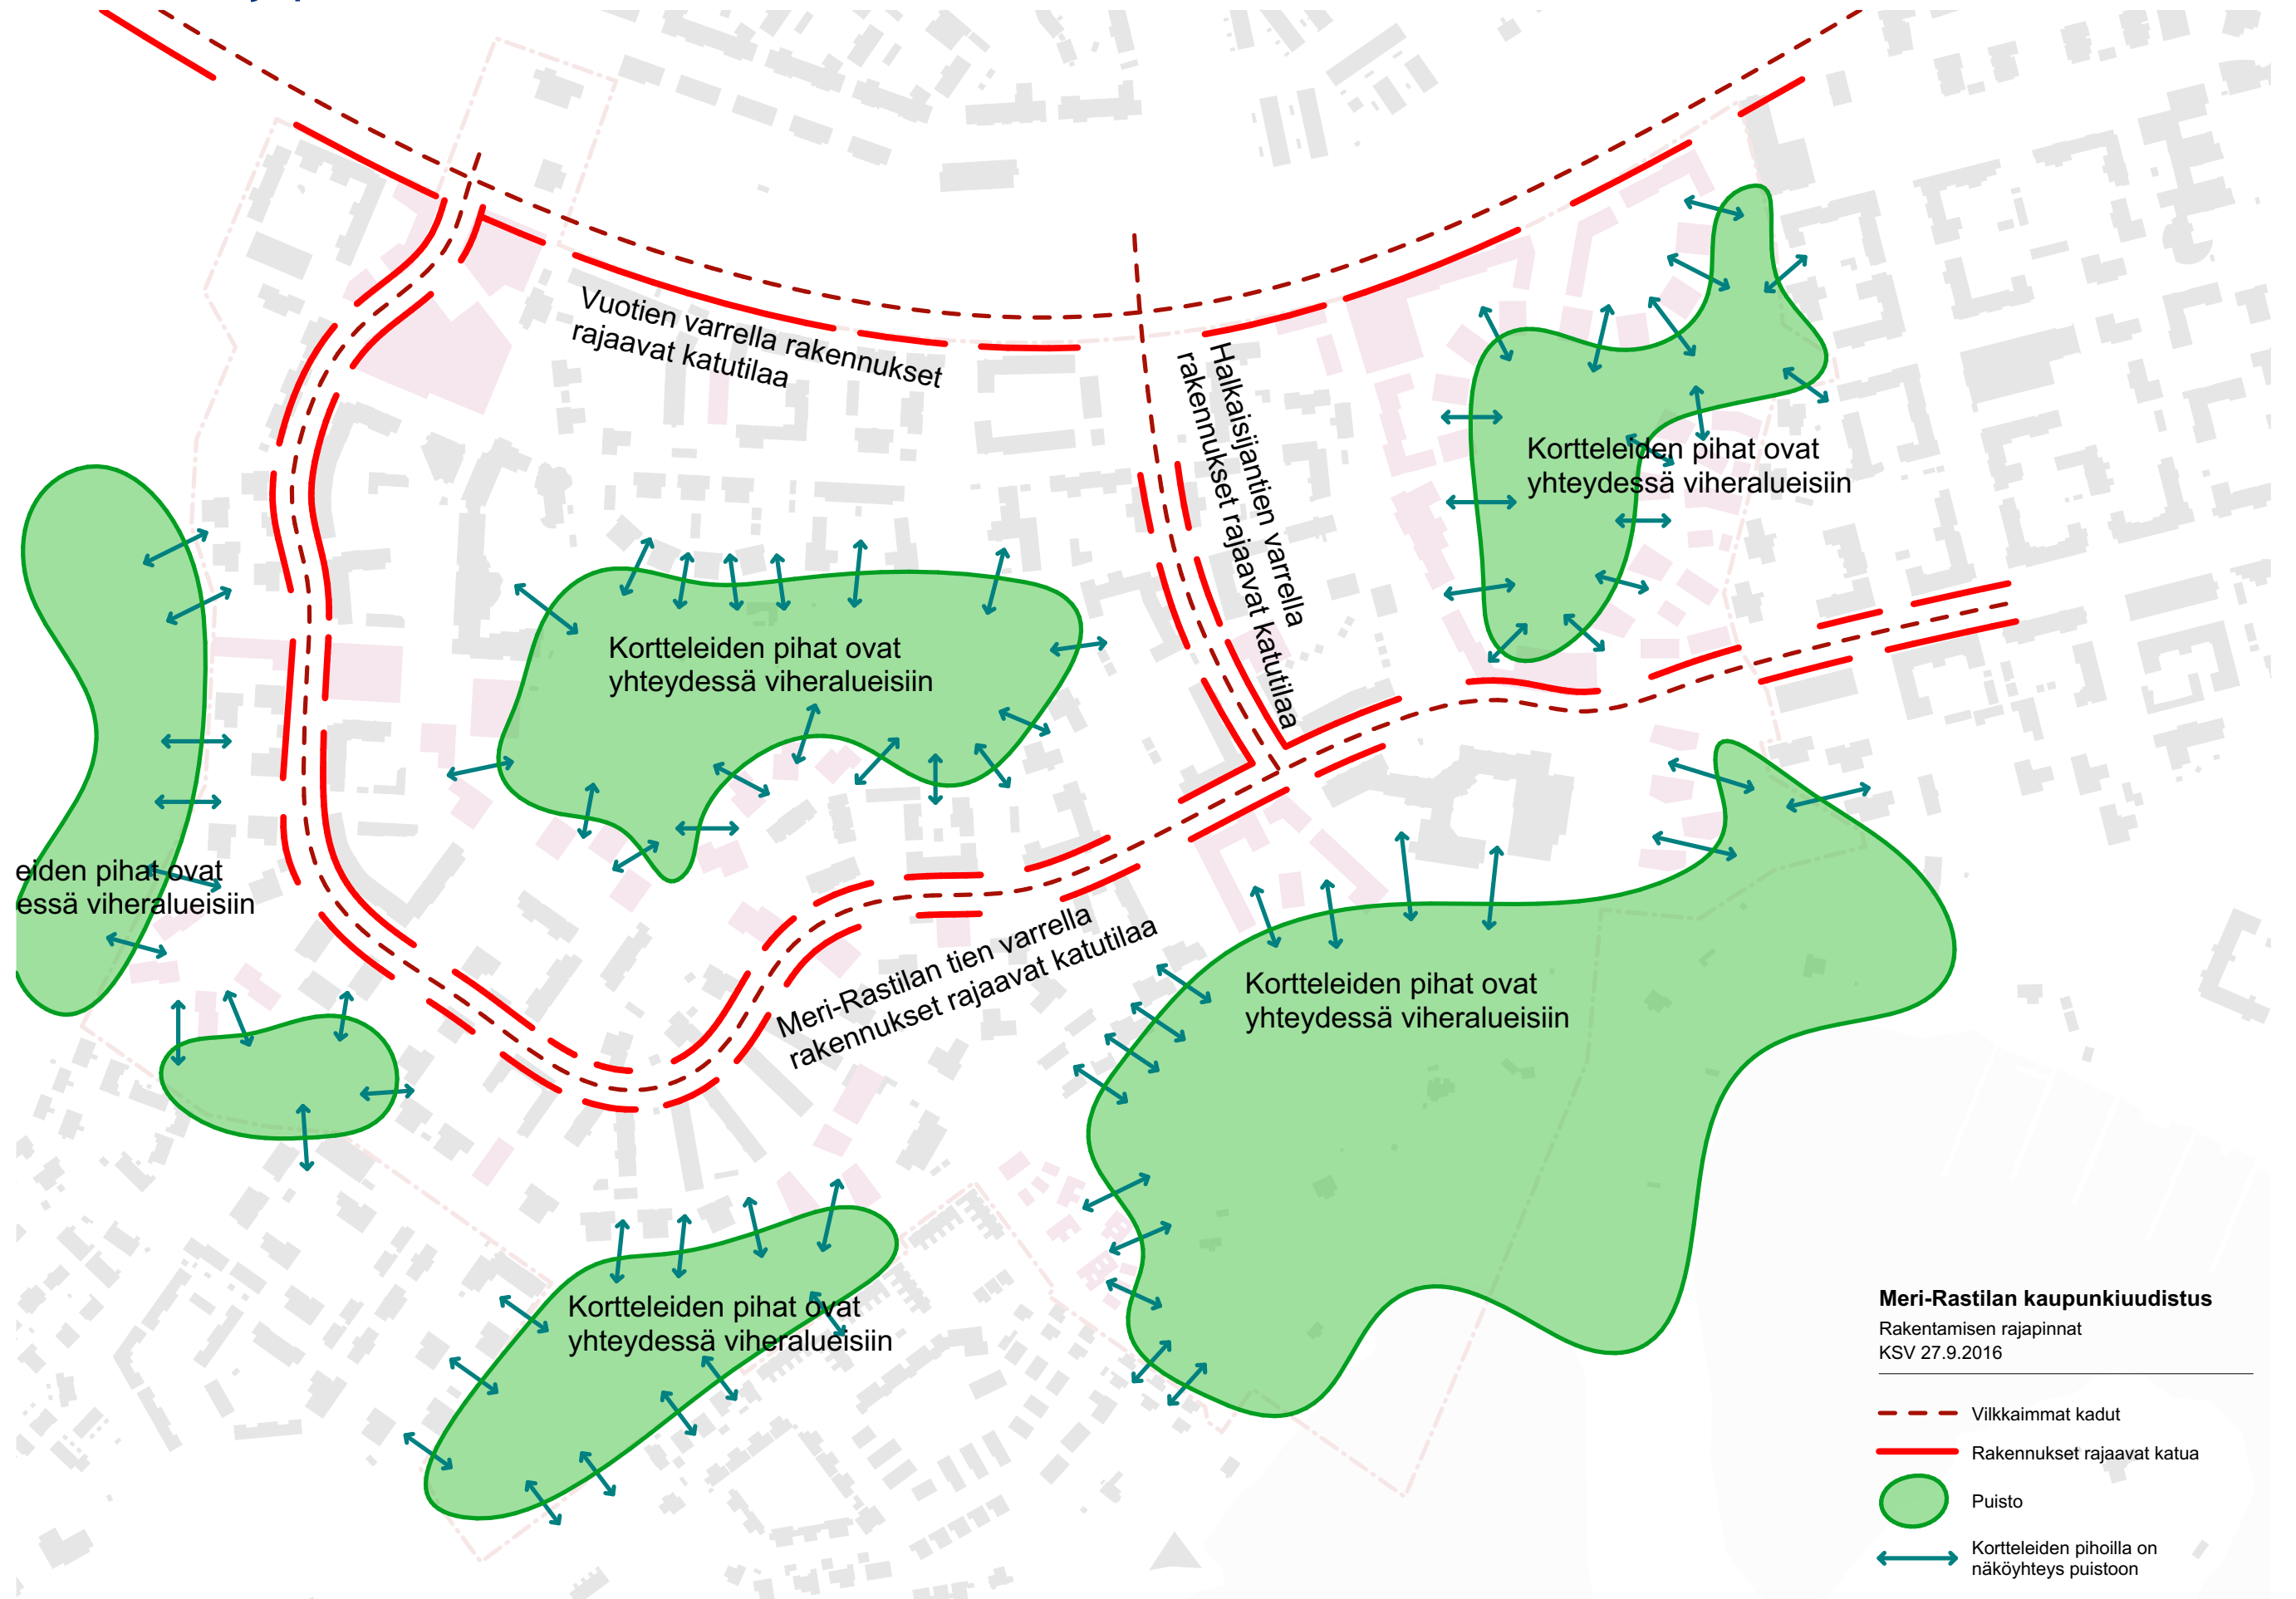 Vuotien varrella rakennukset
rajaavat katutilaa
Halkaisijantien varrella
rakennukset rajaavat katutilaa
Kortteleiden pihat ovat
yhteydessä viheralueisiin
Kortteleiden pihat ovat
yhteydessä viheralueisiin
eiden pihat ovat
essä viheralueisiin
Meri-Rastilan tien varrella
rakennukset rajaavat katutilaa
Kortteleiden pihat ovat
yhteydessä viheralueisiin
Kortteleiden pihat ovat
yhteydessä viheralueisiin
Meri-Rastilan kaupunkiuudistus
Rakentamisen rajapinnat
KSV 27.9.2016
Vilkkaimmat kadut
Rakennukset rajaavat katua
Puisto
Kortteleiden pihoilla on
näköyhteys puistoon